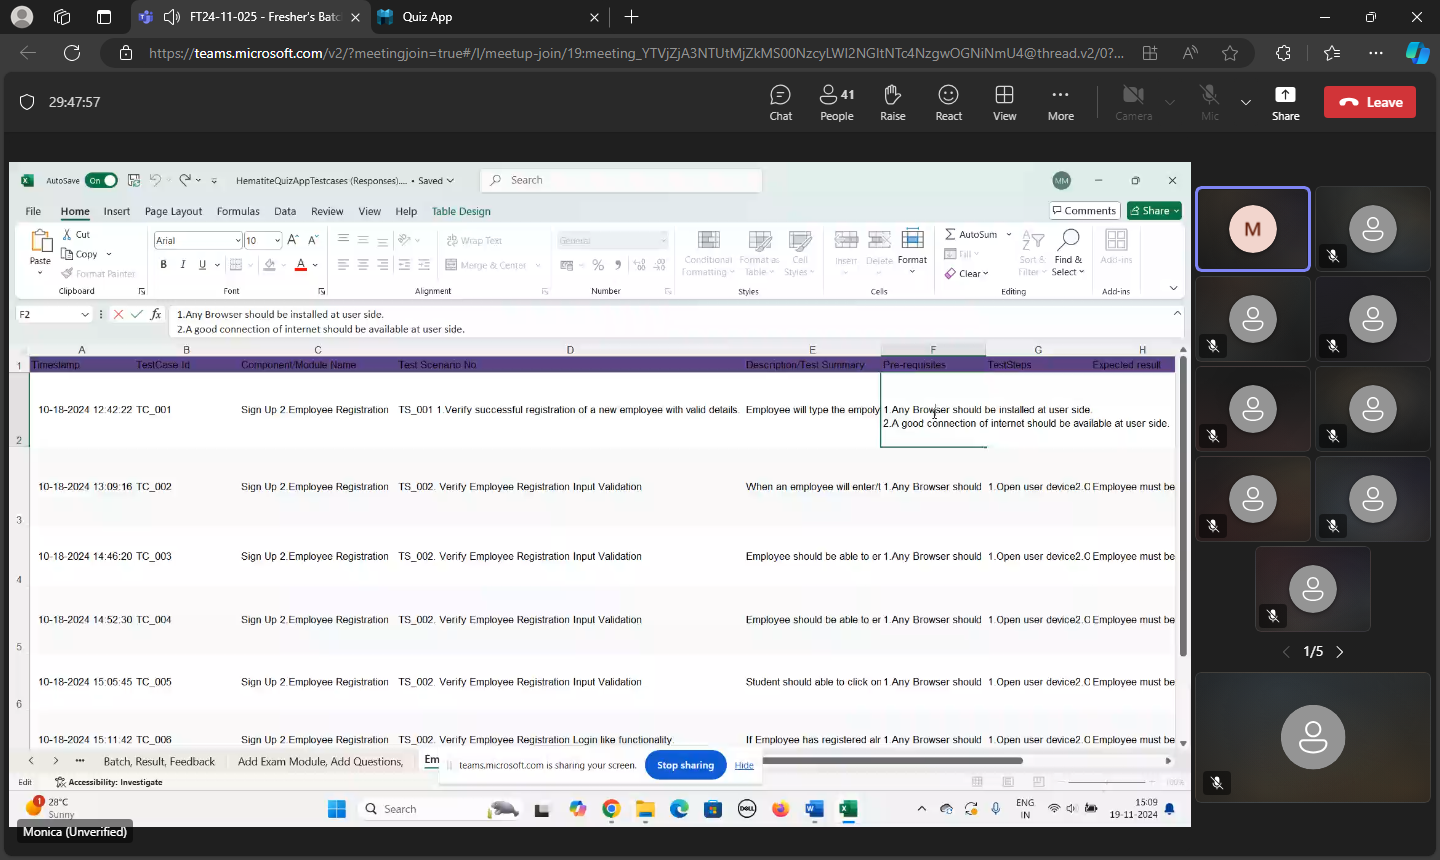 FT24-11-025 - Fresher's Batc
Quiz App
https://teams.microsoft.com/v2/?meetingjoin=true#/l/meetup-join/19:meeting_YTVjZjA3NTUtMjZkMS00NzcyLWI2NGItNTc4NzgwOGNiNmU4@thread.v2/0?...
29:47:57
Chat
41
People
Raise
React
View
More
Camera
Mic
Share
Leave
AutoSave On
HematiteQuizAppTestcases (Responses).... • Saved
Search
MM
File Home Insert Page Layout Formulas Data Review View Help Table Design
Comments
Share
Paste
Cut
Copy
Format Painter
Clipboard
Arial 10
B I U
Font
Wrap Text
Merge & Center
Alignment
General
Number
Conditional Formatting
Format as Table
Cell Styles
Styles
Insert Delete Format
Cells
AutoSum
Fill
Clear
Sort & Filter
Find & Select
Editing
Add-ins
Add-ins
F2 fx 1.Any Browser should be installed at user side.
2.A good connection of internet should be available at user side.
A B C D E F G H
1 Timestamp TestCase Id Component/Module Name Test Scenario No Description/Test Summary Pre-requisites TestSteps Expected result
2 10-18-2024 12:42:22 TC_001 Sign Up 2.Employee Registration TS_001 1.Verify successful registration of a new employee with valid details. Employee will type the empoly 1.Any Browser should be installed at user side.
2.A good connection of internet should be available at user side.
3 10-18-2024 13:09:16 TC_002 Sign Up 2.Employee Registration TS_002. Verify Employee Registration Input Validation When an employee will enter/t 1.Any Browser should 1.Open user device2.O Employee must be
4 10-18-2024 14:46:20 TC_003 Sign Up 2.Employee Registration TS_002. Verify Employee Registration Input Validation Employee should be able to er 1.Any Browser should 1.Open user device2.O Employee must be
5 10-18-2024 14:52:30 TC_004 Sign Up 2.Employee Registration TS_002. Verify Employee Registration Input Validation Employee should be able to er 1.Any Browser should 1.Open user device2.O Employee must be
6 10-18-2024 15:05:45 TC_005 Sign Up 2.Employee Registration TS_002. Verify Employee Registration Input Validation Student should able to click on 1.Any Browser should 1.Open user device2.O Employee must be
10-18-2024 15:11:42 TC_006 Sign Up 2.Employee Registration TS_002. Verify Employee Registration Login like functionality. If Employee has registered alr 1.Any Browser should 1.Open user device2.O Employee must be
Batch, Result, Feedback
Add Exam Module, Add Questions,
Em
teams.microsoft.com is sharing your screen.
Stop sharing
Hide
Edit
Accessibility: Investigate
100%
1
28°C
Sunny
Search
DELL
ENG
IN
15:09
19-11-2024
Monica (Unverified)
M
1/5